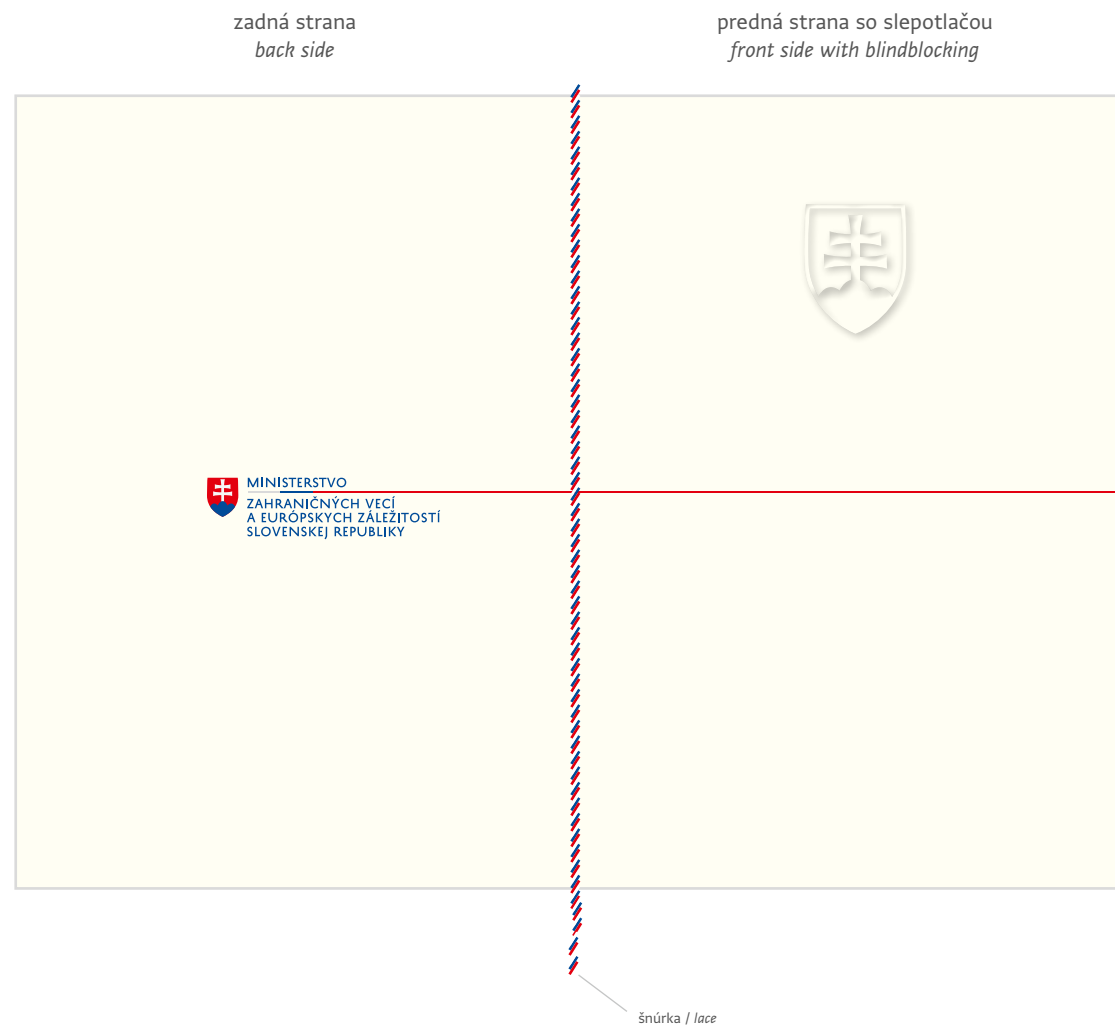 zadná strana
back side
predná strana so slepotlačou
front side with blindblocking
MINISTERSTVO
ZAHRANIČNÝCH VECÍ
A EURÓPSKYCH ZÁLEŽITOSTÍ
SLOVENSKEJ REPUBLIKY
šnúrka / lace